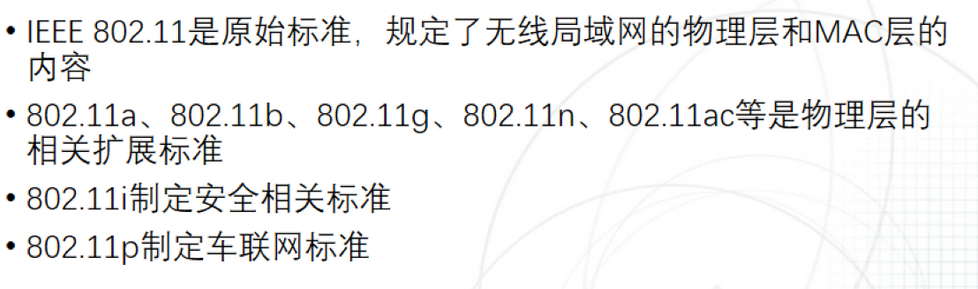 • IEEE 802.11是原始标准，规定了无线局域网的物理层和MAC层的
内容
• 802.11a、802.11b、802.11g、802.11n、802.11ac等是物理层的
相关扩展标准
• 802.11i制定安全相关标准
• 802.11p制定车联网标准